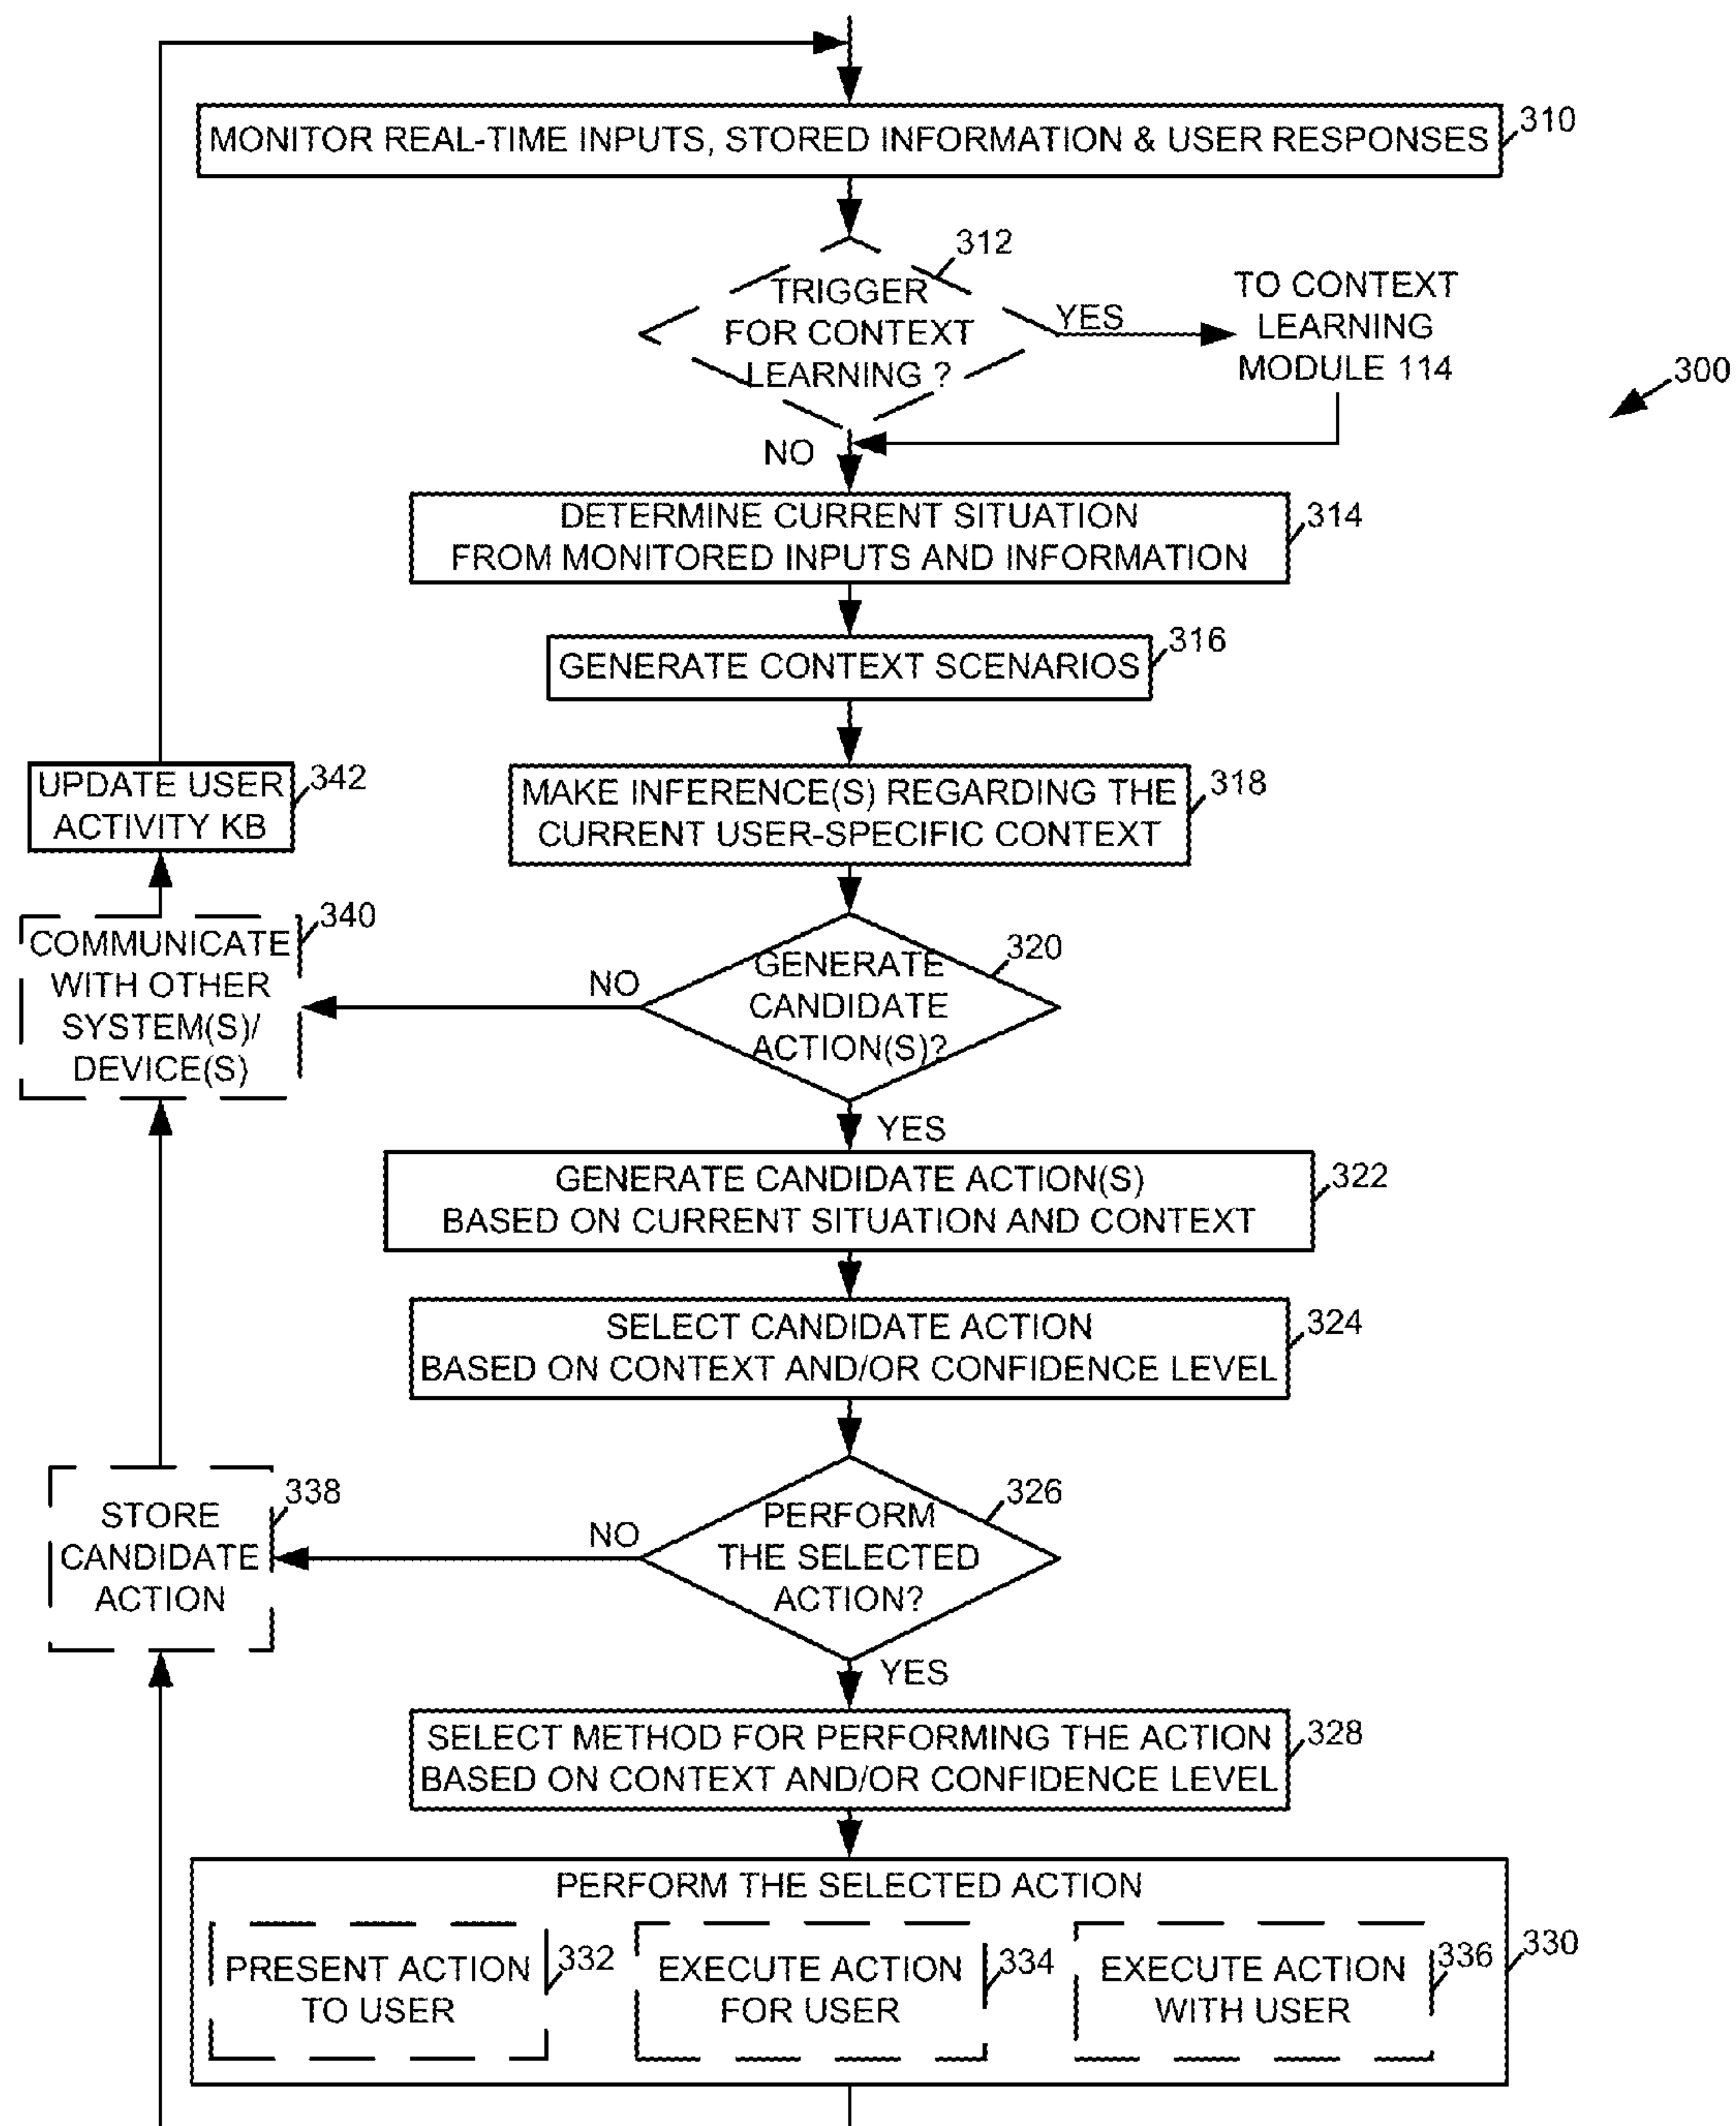 MONITOR REAL-TIME INPUTS, STORED INFORMATION & USER RESPONSES
310
312
TRIGGER
FOR CONTEXT
LEARNING ?
YES
TO CONTEXT
LEARNING
MODULE 114
300
NO
DETERMINE CURRENT SITUATION
FROM MONITORED INPUTS AND INFORMATION
314
GENERATE CONTEXT SCENARIOS
316
UPDATE USER
ACTIVITY KB
342
MAKE INFERENCE(S) REGARDING THE
CURRENT USER-SPECIFIC CONTEXT
318
COMMUNICATE
WITH OTHER
SYSTEM(S)/
DEVICE(S)
340
NO
GENERATE
CANDIDATE
ACTION(S)?
320
YES
GENERATE CANDIDATE ACTION(S)
BASED ON CURRENT SITUATION AND CONTEXT
322
SELECT CANDIDATE ACTION
BASED ON CONTEXT AND/OR CONFIDENCE LEVEL
324
STORE
CANDIDATE
ACTION
338
NO
PERFORM
THE SELECTED
ACTION?
326
YES
SELECT METHOD FOR PERFORMING THE ACTION
BASED ON CONTEXT AND/OR CONFIDENCE LEVEL
328
PERFORM THE SELECTED ACTION
PRESENT ACTION
TO USER
332
EXECUTE ACTION
FOR USER
334
EXECUTE ACTION
WITH USER
336
330